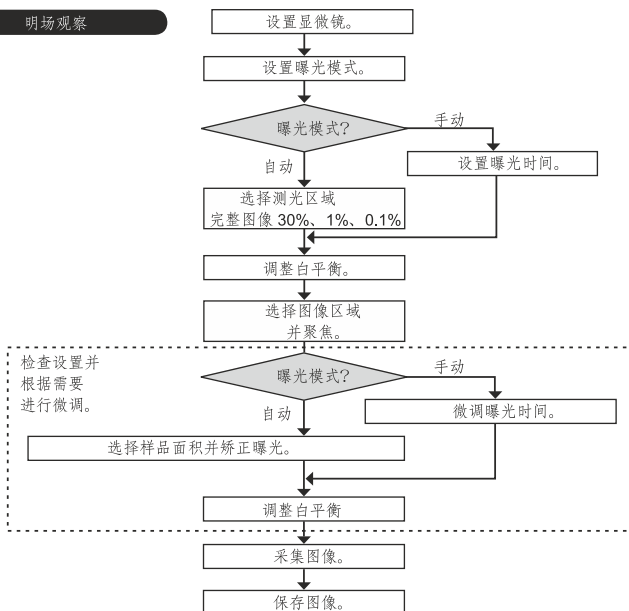 明场观察
设置显微镜。
设置曝光模式。
曝光模式?
手动
自动
设置曝光时间。
选择测光区域
完整图像 30%、1%、0.1%
调整白平衡。
选择图像区域
并聚焦。
检查设置并
根据需要
进行微调。
曝光模式?
手动
自动
微调曝光时间。
选择样品面积并矫正曝光。
调整白平衡
采集图像。
保存图像。